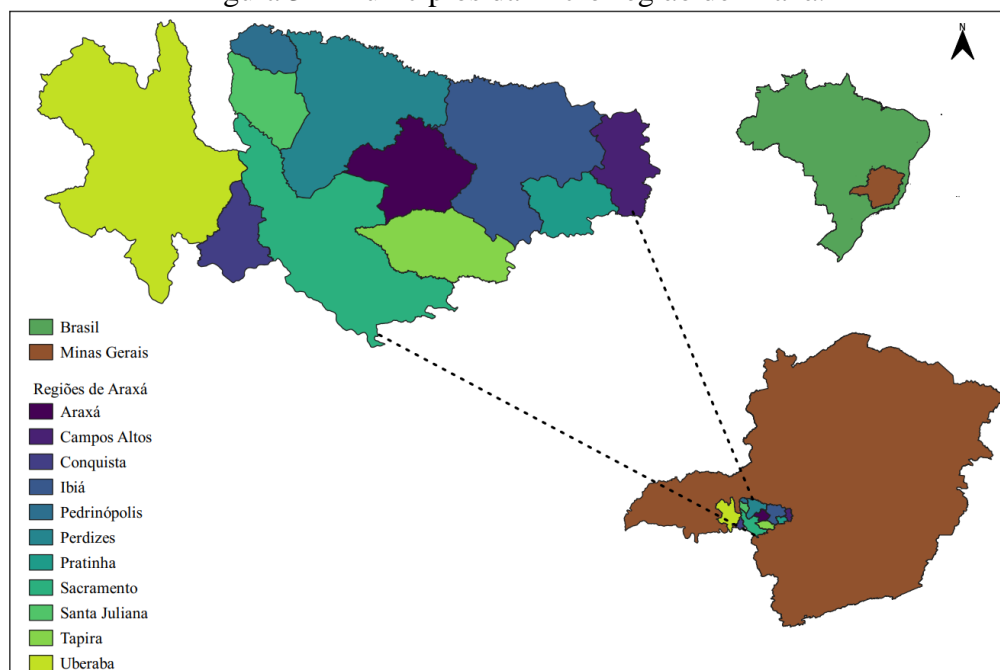 N
Brasil
Minas Gerais
Regiões de Araxá
Araxá
Campos Altos
Conquista
Ibiá
Pedrinópolis
Perdizes
Pratinha
Sacramento
Santa Juliana
Tapira
Uberaba